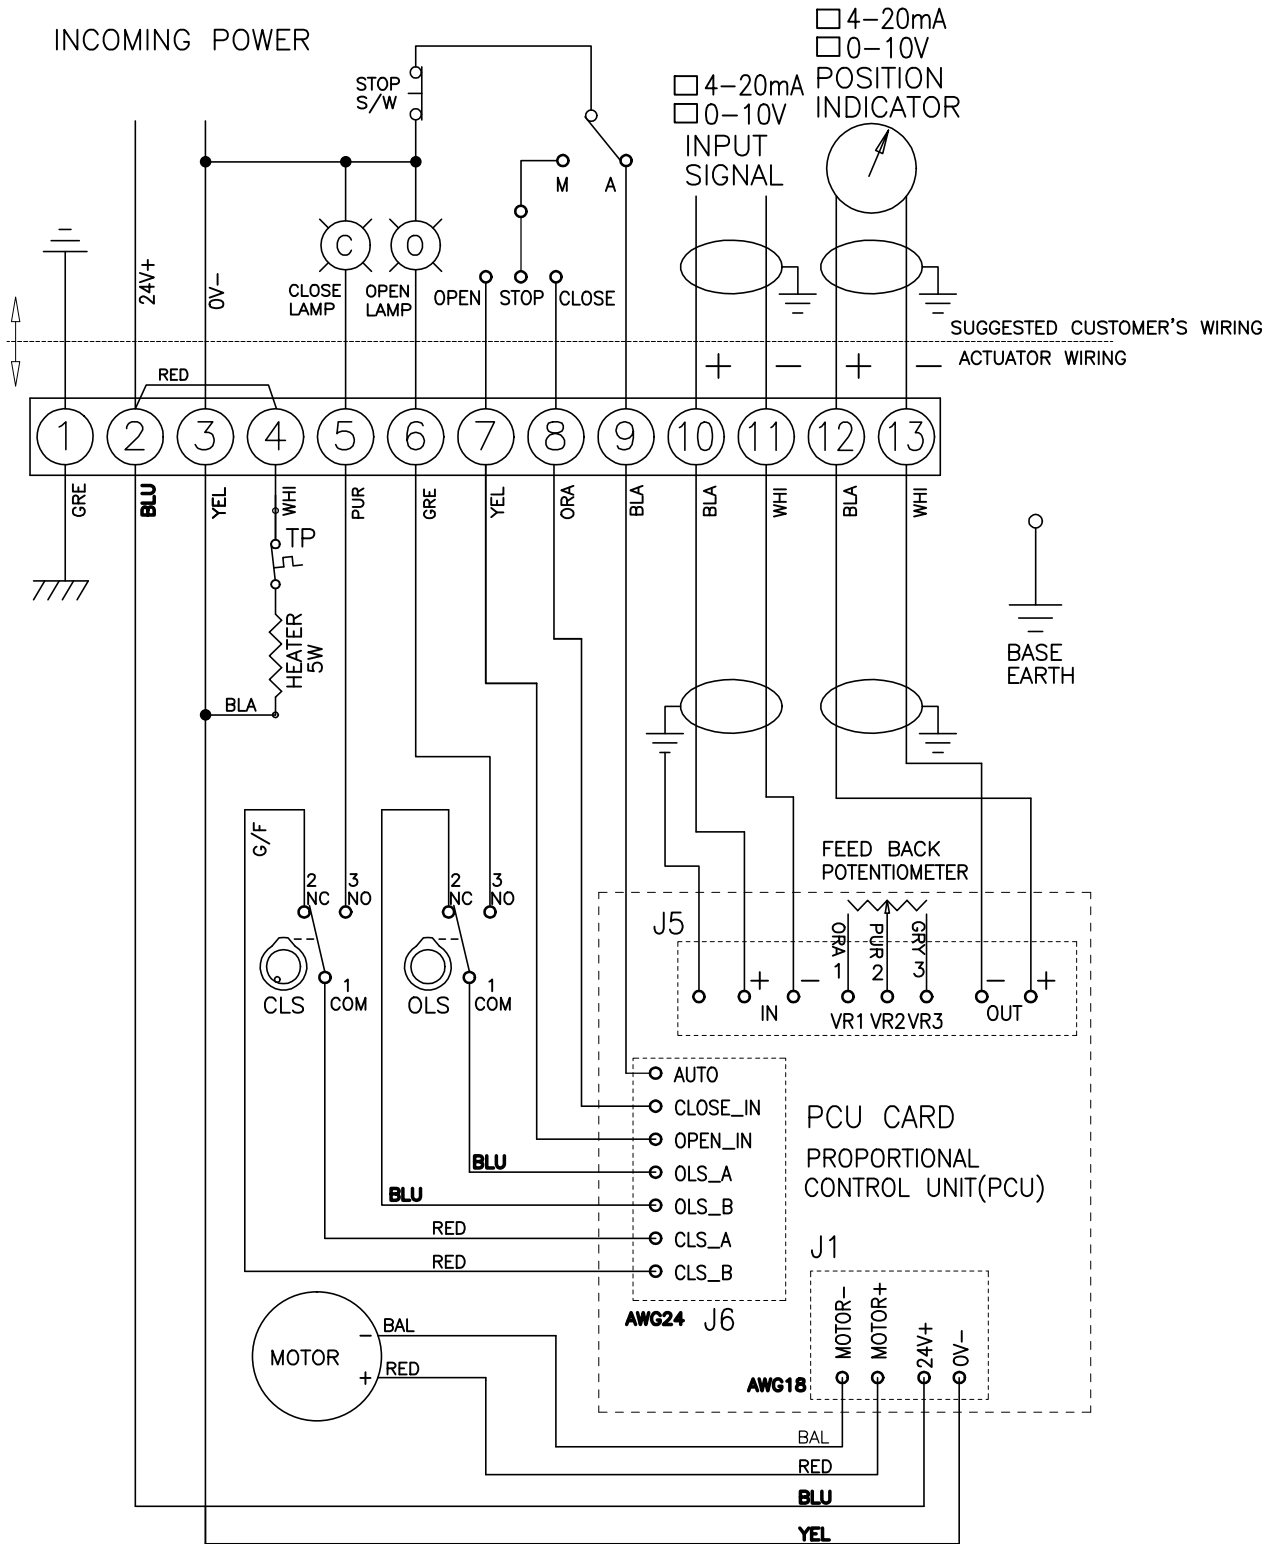 INCOMING POWER
STOP
S/W
4-20mA
0-10V
INPUT
SIGNAL
4-20mA
0-10V
POSITION
INDICATOR
M
A
24V+
0V-
C
O
CLOSE
LAMP
OPEN
LAMP
OPEN
STOP
CLOSE
SUGGESTED CUSTOMER'S WIRING
ACTUATOR WIRING
+
-
+
-
RED
1
2
3
4
5
6
7
8
9
10
11
12
13
GRE
BLU
YEL
WHI
PUR
GRE
YEL
ORA
BLA
BLA
WHI
BLA
WHI
TP
HEATER
5W
BLA
BASE
EARTH
G/F
2
NC
3
NO
2
NC
3
NO
CLS
1
COM
OLS
1
COM
FEED BACK
POTENTIOMETER
J5
ORA 1
PUR 2
GRY 3
+
-
IN
VR1 VR2 VR3
-
+
OUT
AUTO
CLOSE_IN
OPEN_IN
BLU
OLS_A
BLU
OLS_B
RED
CLS_A
RED
CLS_B
PCU CARD
PROPORTIONAL
CONTROL UNIT(PCU)
J1
AWG24
J6
MOTOR-
MOTOR+
24V+
0V-
AWG18
MOTOR
-
+
BAL
RED
BAL
RED
BLU
YEL